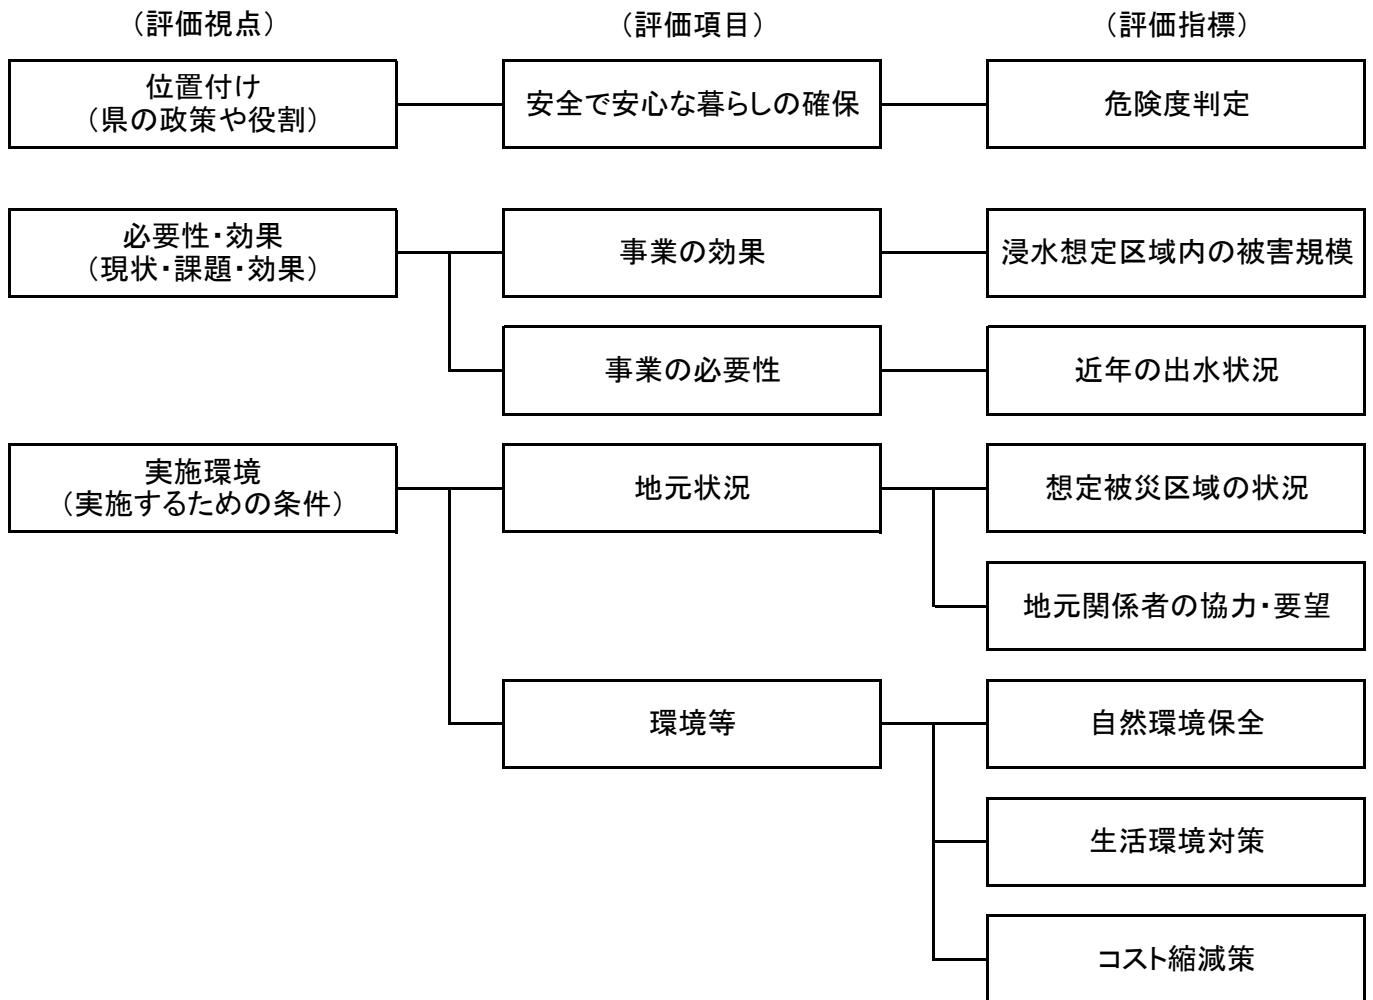 （評価視点）
（評価項目）
（評価指標）
位置付け
（県の政策や役割）
安全で安心な暮らしの確保
危険度判定
必要性・効果
（現状・課題・効果）
事業の効果
浸水想定区域内の被害規模
事業の必要性
近年の出水状況
実施環境
（実施するための条件）
地元状況
想定被災区域の状況
地元関係者の協力・要望
環境等
自然環境保全
生活環境対策
コスト縮減策